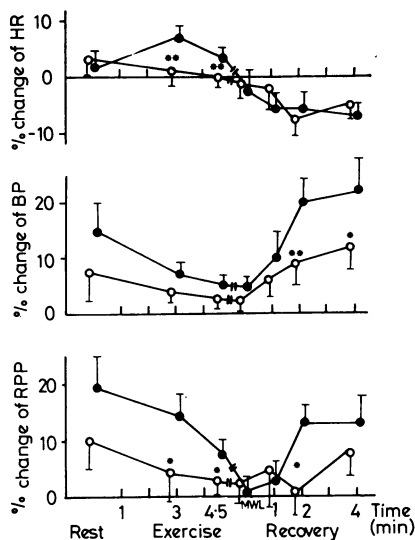 % change of HR
10
0
-10
** **
% change of BP
20
10
0
** *
% change of RPP
20
10
0
* * *
MWL
1 3 4·5 1 2 4 Time
(min)
Rest Exercise Recovery